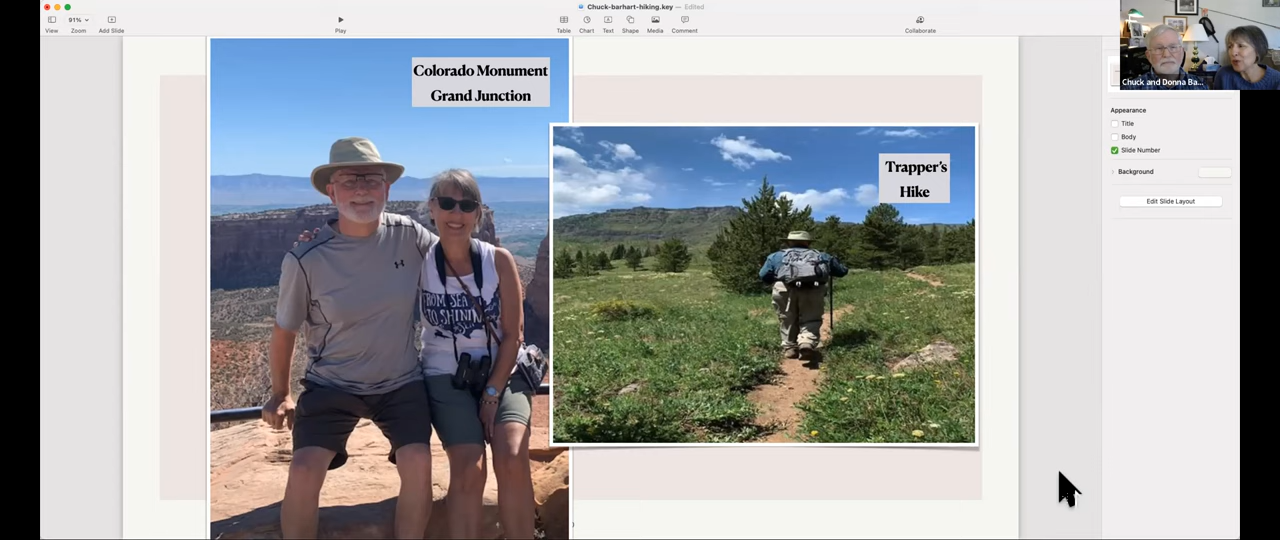 Chuck-barhart-hiking.key — Edited
91%
View
Zoom
Add Slide
Play
Table
Chart
Text
Shape
Media
Comment
Collaborate
Chuck and Donna Ba...
Colorado Monument
Grand Junction
Trapper's
Hike
FROM SEA
TO SHINING
Appearance
Title
Body
Slide Number
Background
Edit Slide Layout